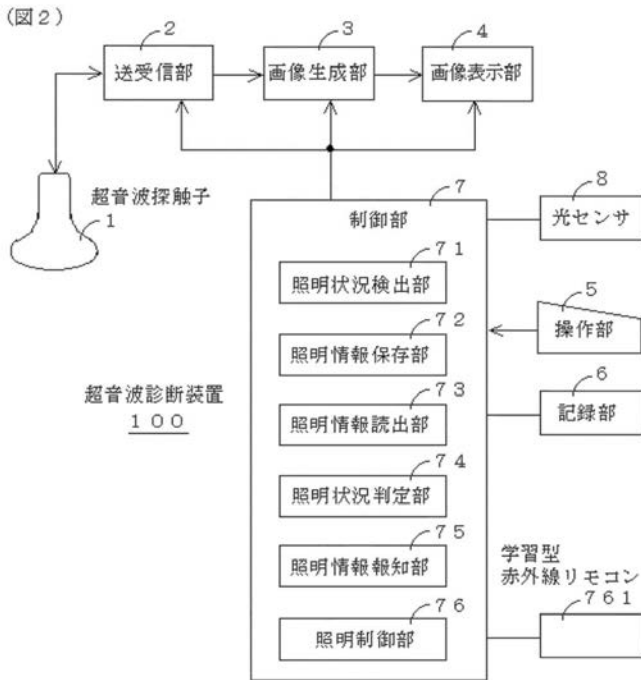 (図2)
2
3
4
送受信部
画像生成部
画像表示部
超音波探触子
1
7
制御部
8
光センサ
71
照明状況検出部
5
操作部
72
照明情報保存部
6
記録部
超音波診断装置
100
73
照明情報読出部
74
照明状況判定部
75
照明情報報知部
学習型
赤外線リモコン
76
照明制御部
761